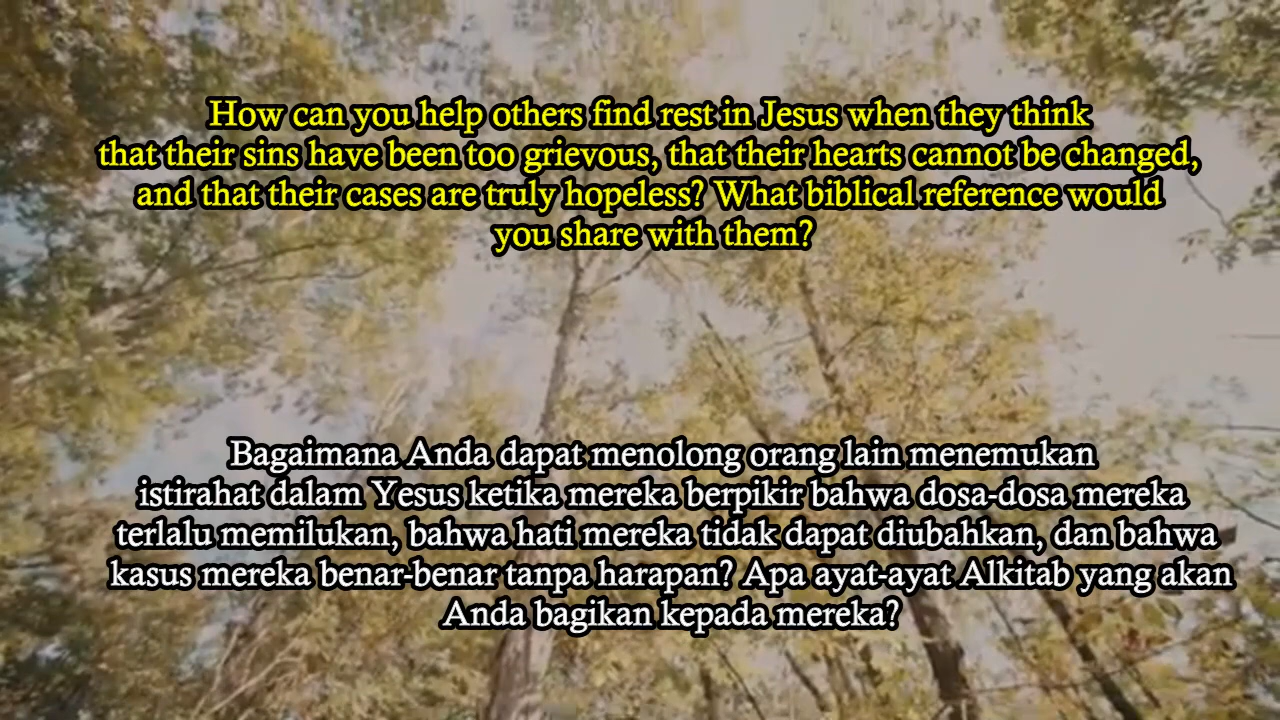 How can you help others find rest in Jesus when they think
that their sins have been too grievous, that their hearts cannot be changed,
and that their cases are truly hopeless? What biblical reference would
you share with them?
Bagaimana Anda dapat menolong orang lain menemukan
istirahat dalam Yesus ketika mereka berpikir bahwa dosa-dosa mereka
terlalu memilukan, bahwa hati mereka tidak dapat diubahkan, dan bahwa
kasus mereka benar-benar tanpa harapan? Apa ayat-ayat Alkitab yang akan
Anda bagikan kepada mereka?